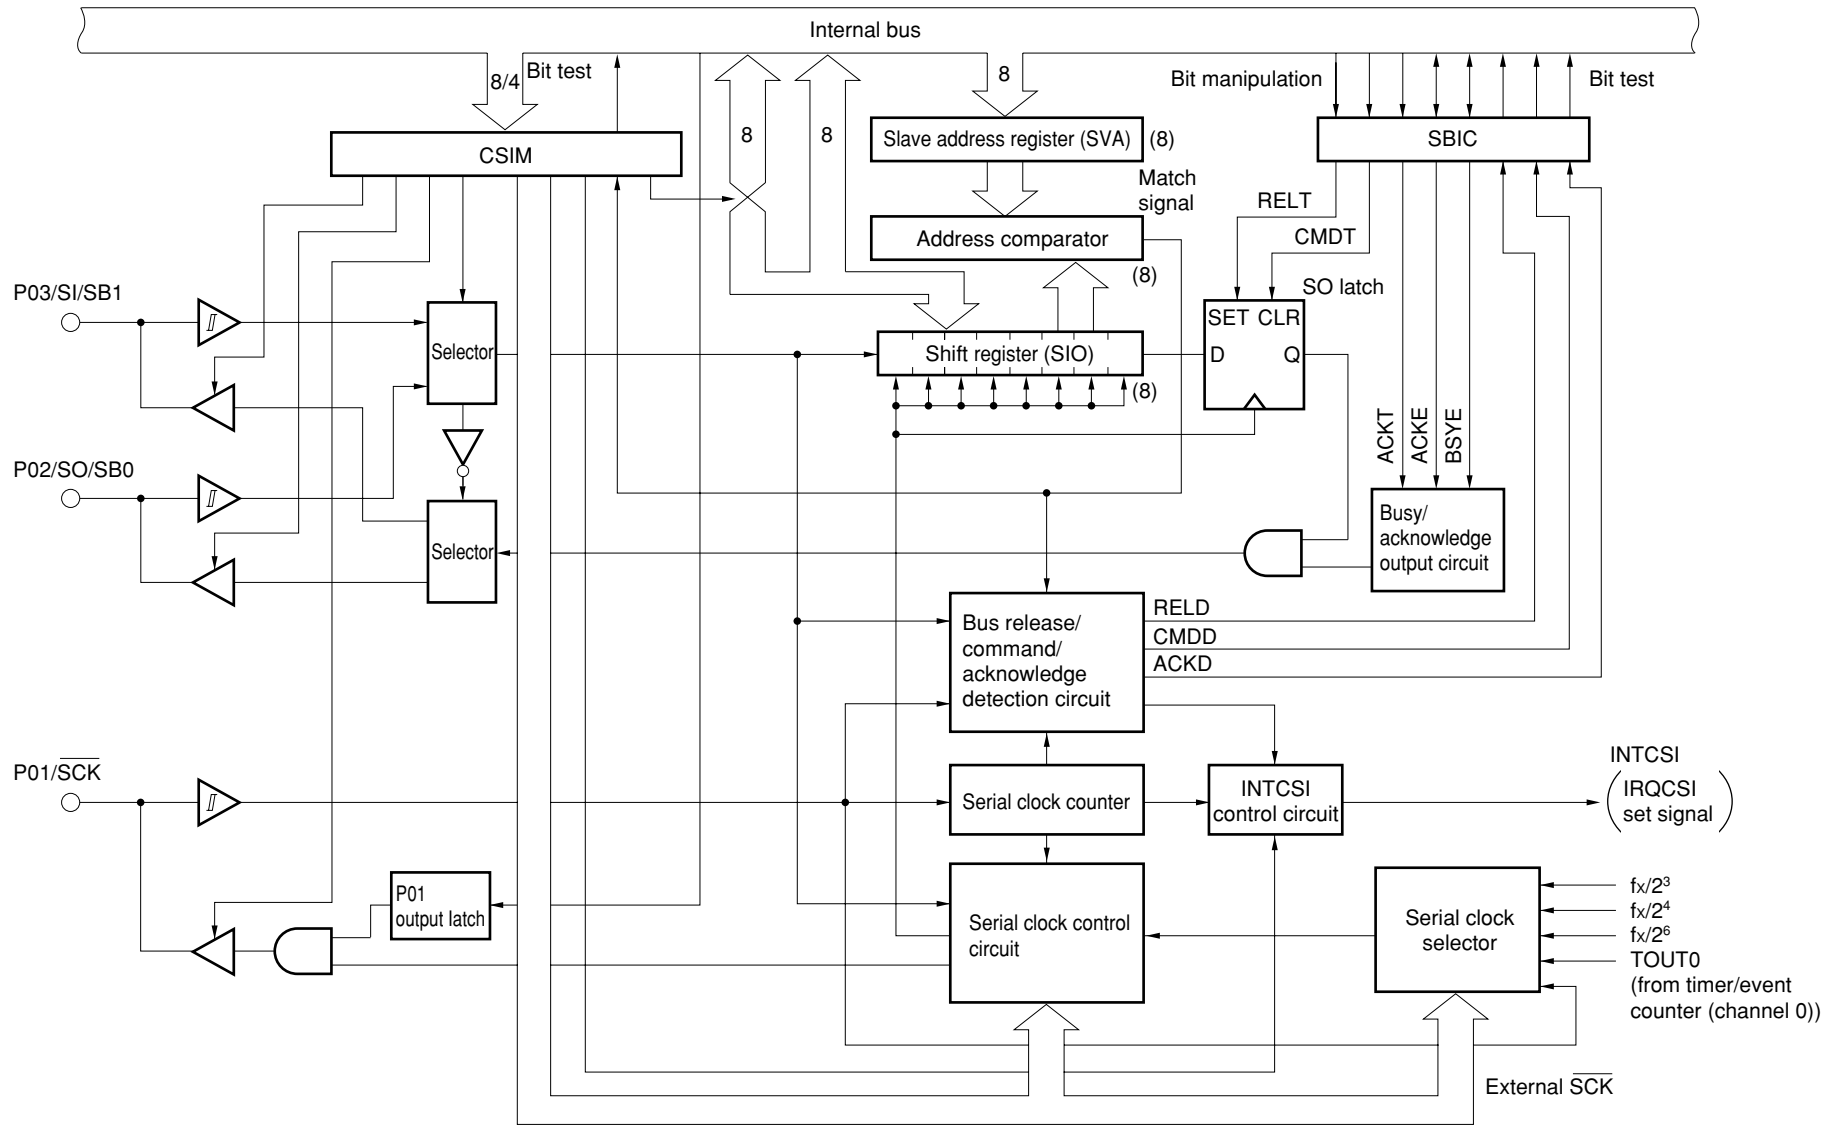 Internal bus
8/4
Bit test
8
8
8
Bit manipulation
Bit test
CSIM
Slave address register (SVA)
(8)
SBIC
Match
signal
RELT
Address comparator
CMDT
(8)
P03/SI/SB1
SO latch
SET CLR
Selector
Shift register (SIO)
D
Q
(8)
ACKT
ACKE
BSYE
P02/SO/SB0
Busy/
acknowledge
output circuit
Selector
Bus release/
command/
acknowledge
detection circuit
RELD
CMDD
ACKD
P01/S̅C̅K̅
INTCSI
IRQCSI
set signal
Serial clock counter
INTCSI
control circuit
P01
output latch
Serial clock control
circuit
Serial clock
selector
fx/2³
fx/2⁴
fx/2⁶
TOUT0
(from timer/event
counter (channel 0))
External S̅C̅K̅